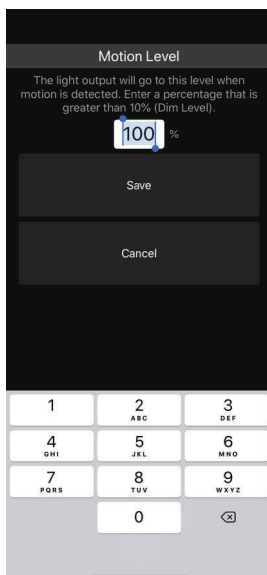 Motion Level
The light output will go to this level when
motion is detected. Enter a percentage that is
greater than 10% (Dim Level).
100 %
Save
Cancel
1
2
ABC
3
DEF
4
GHI
5
JKL
6
MNO
7
PQRS
8
TUV
9
WXYZ
0